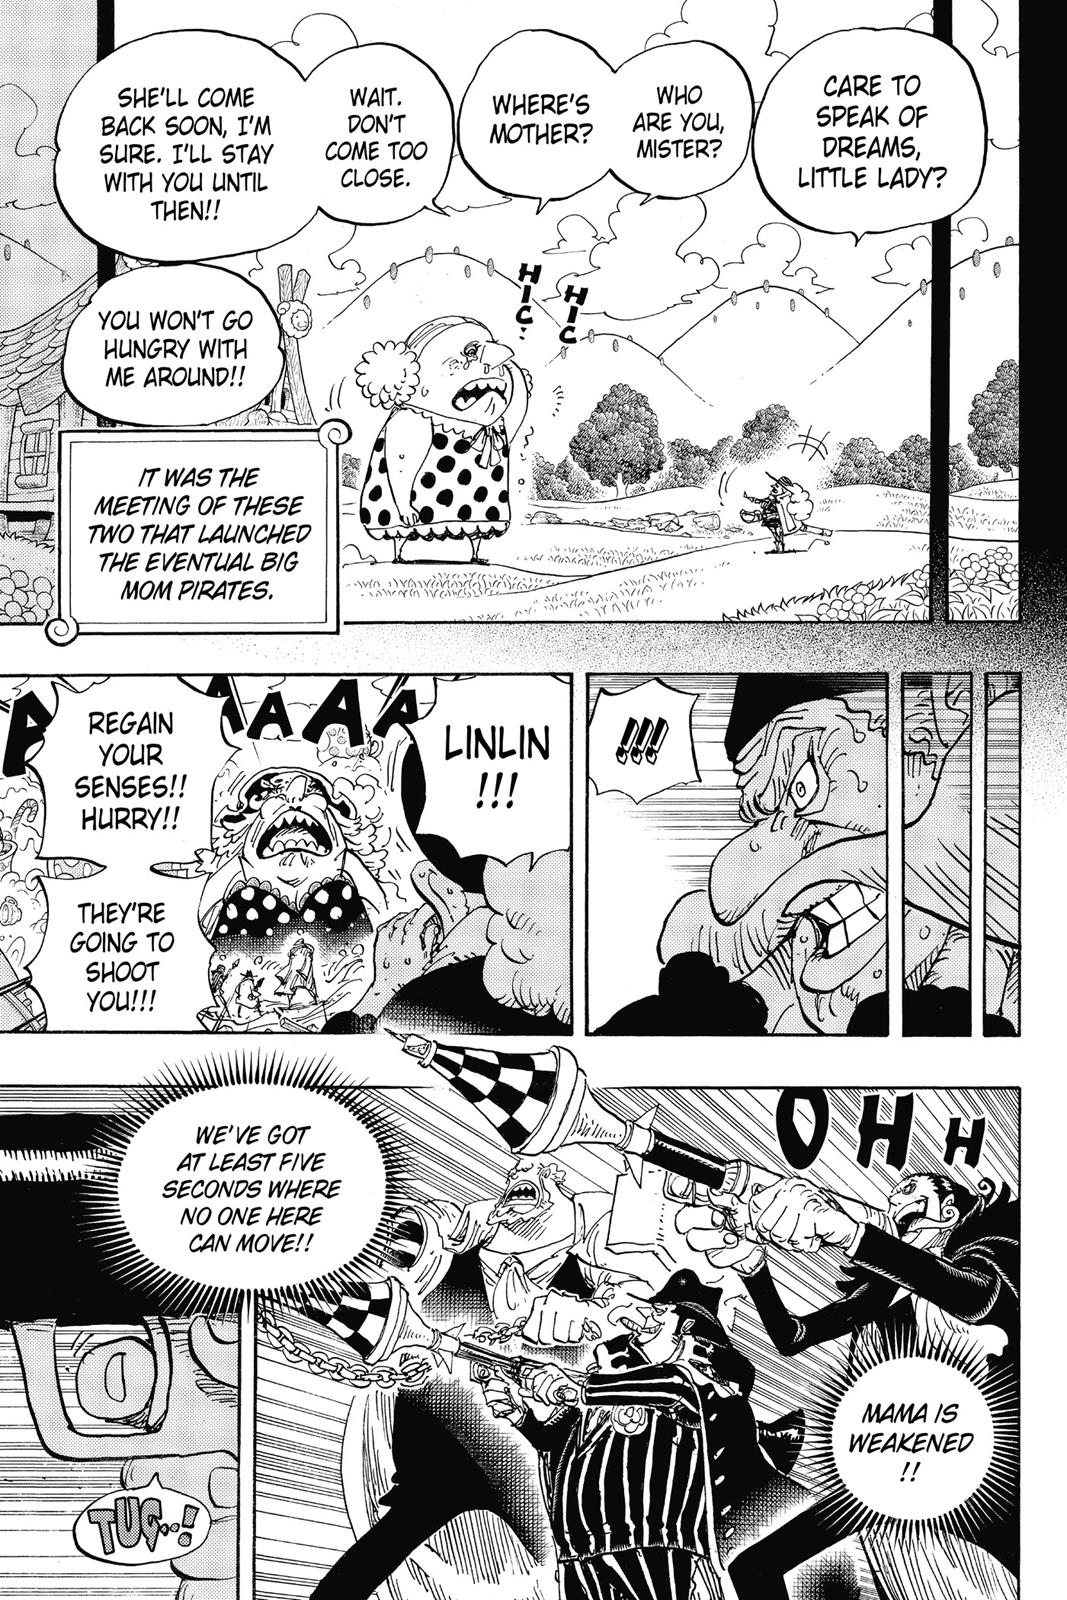 CARE TO
SPEAK OF
DREAMS,
LITTLE LADY?
WHO
ARE YOU,
MISTER?
WHERE'S
MOTHER?
WAIT.
DON'T
COME TOO
CLOSE.
SHE'LL COME
BACK SOON, I'M
SURE. I'LL STAY
WITH YOU UNTIL
THEN!!
YOU WON'T GO
HUNGRY WITH
ME AROUND!!
HIC
HIC
IT WAS THE
MEETING OF THESE
TWO THAT LAUNCHED
THE EVENTUAL BIG
MOM PIRATES.
!!!
LINLIN
!!!
AAAAA
REGAIN
YOUR
SENSES!!
HURRY!!
THEY'RE
GOING TO
SHOOT
YOU!!!
OHH
WE'VE GOT
AT LEAST FIVE
SECONDS WHERE
NO ONE HERE
CAN MOVE!!
MAMA IS
WEAKENED
!!
TUG..!